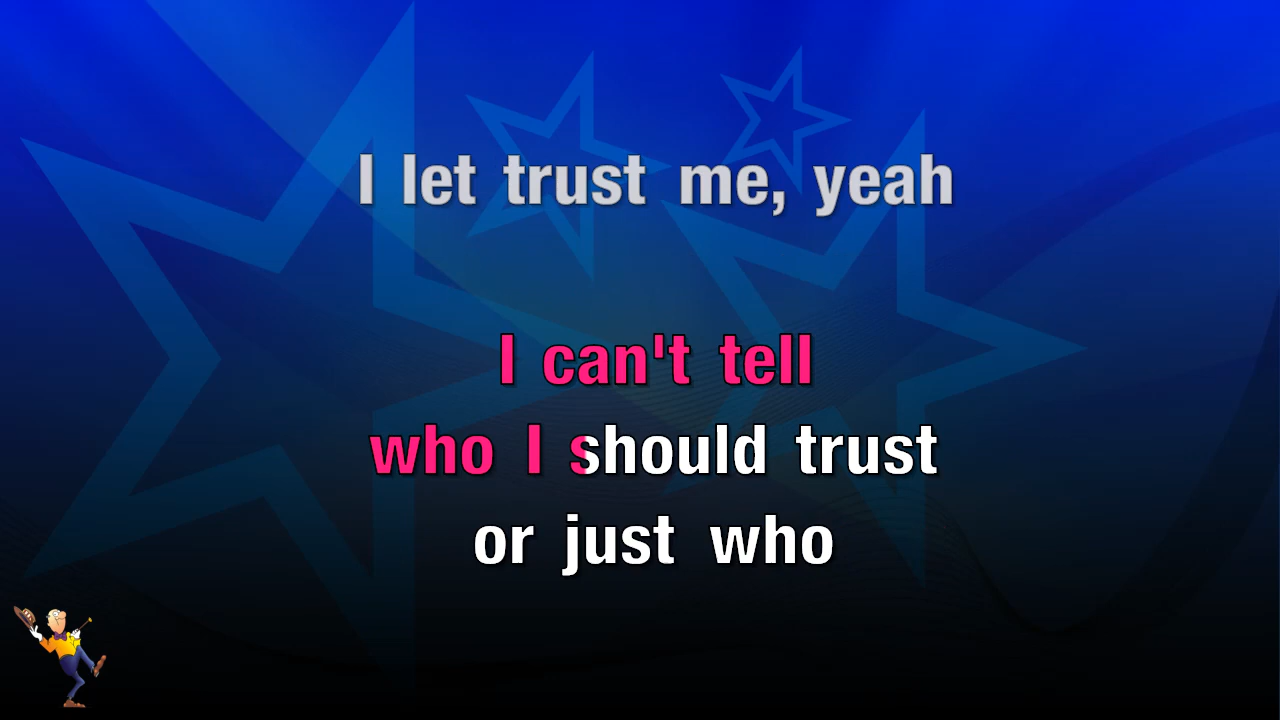 I let trust me, yeah
I can't tell
who I should trust
or just who